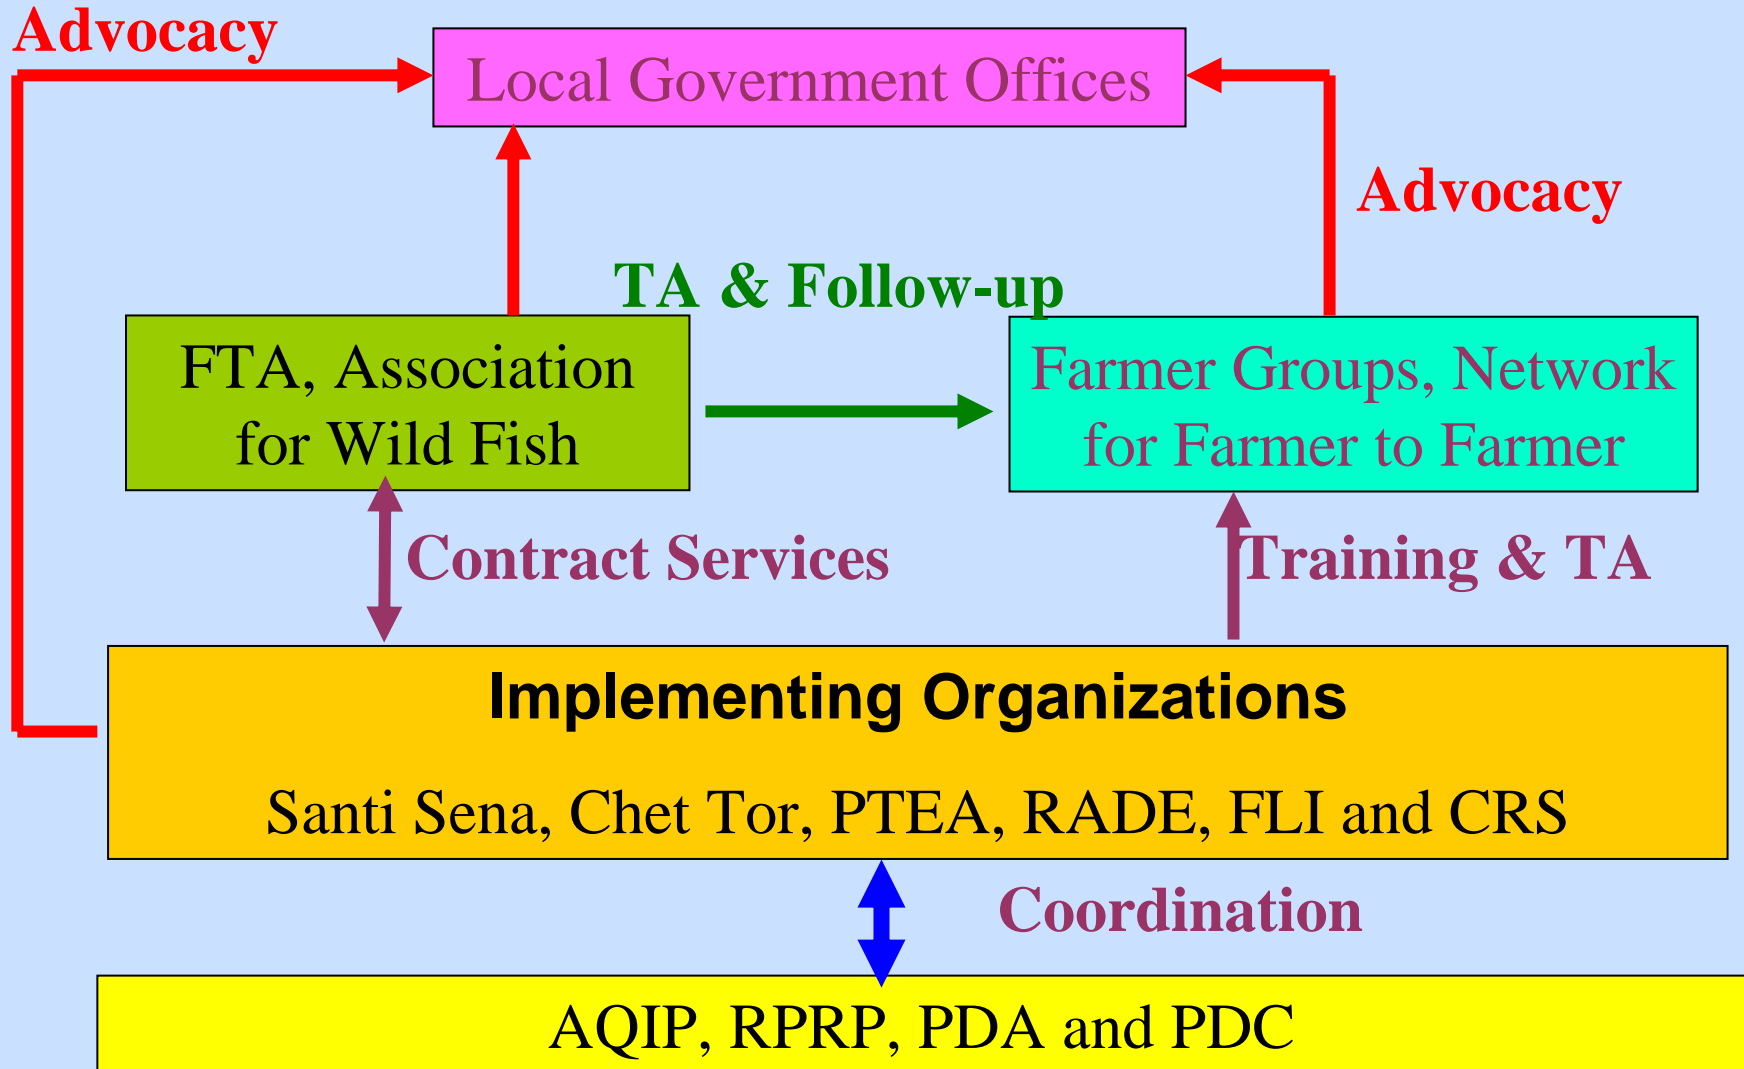 Advocacy
Local Government Offices
Advocacy
TA & Follow-up
FTA, Association
for Wild Fish
Farmer Groups, Network
for Farmer to Farmer
Contract Services
Training & TA
Implementing Organizations
Santi Sena, Chet Tor, PTEA, RADE, FLI and CRS
Coordination
AQIP, RPRP, PDA and PDC